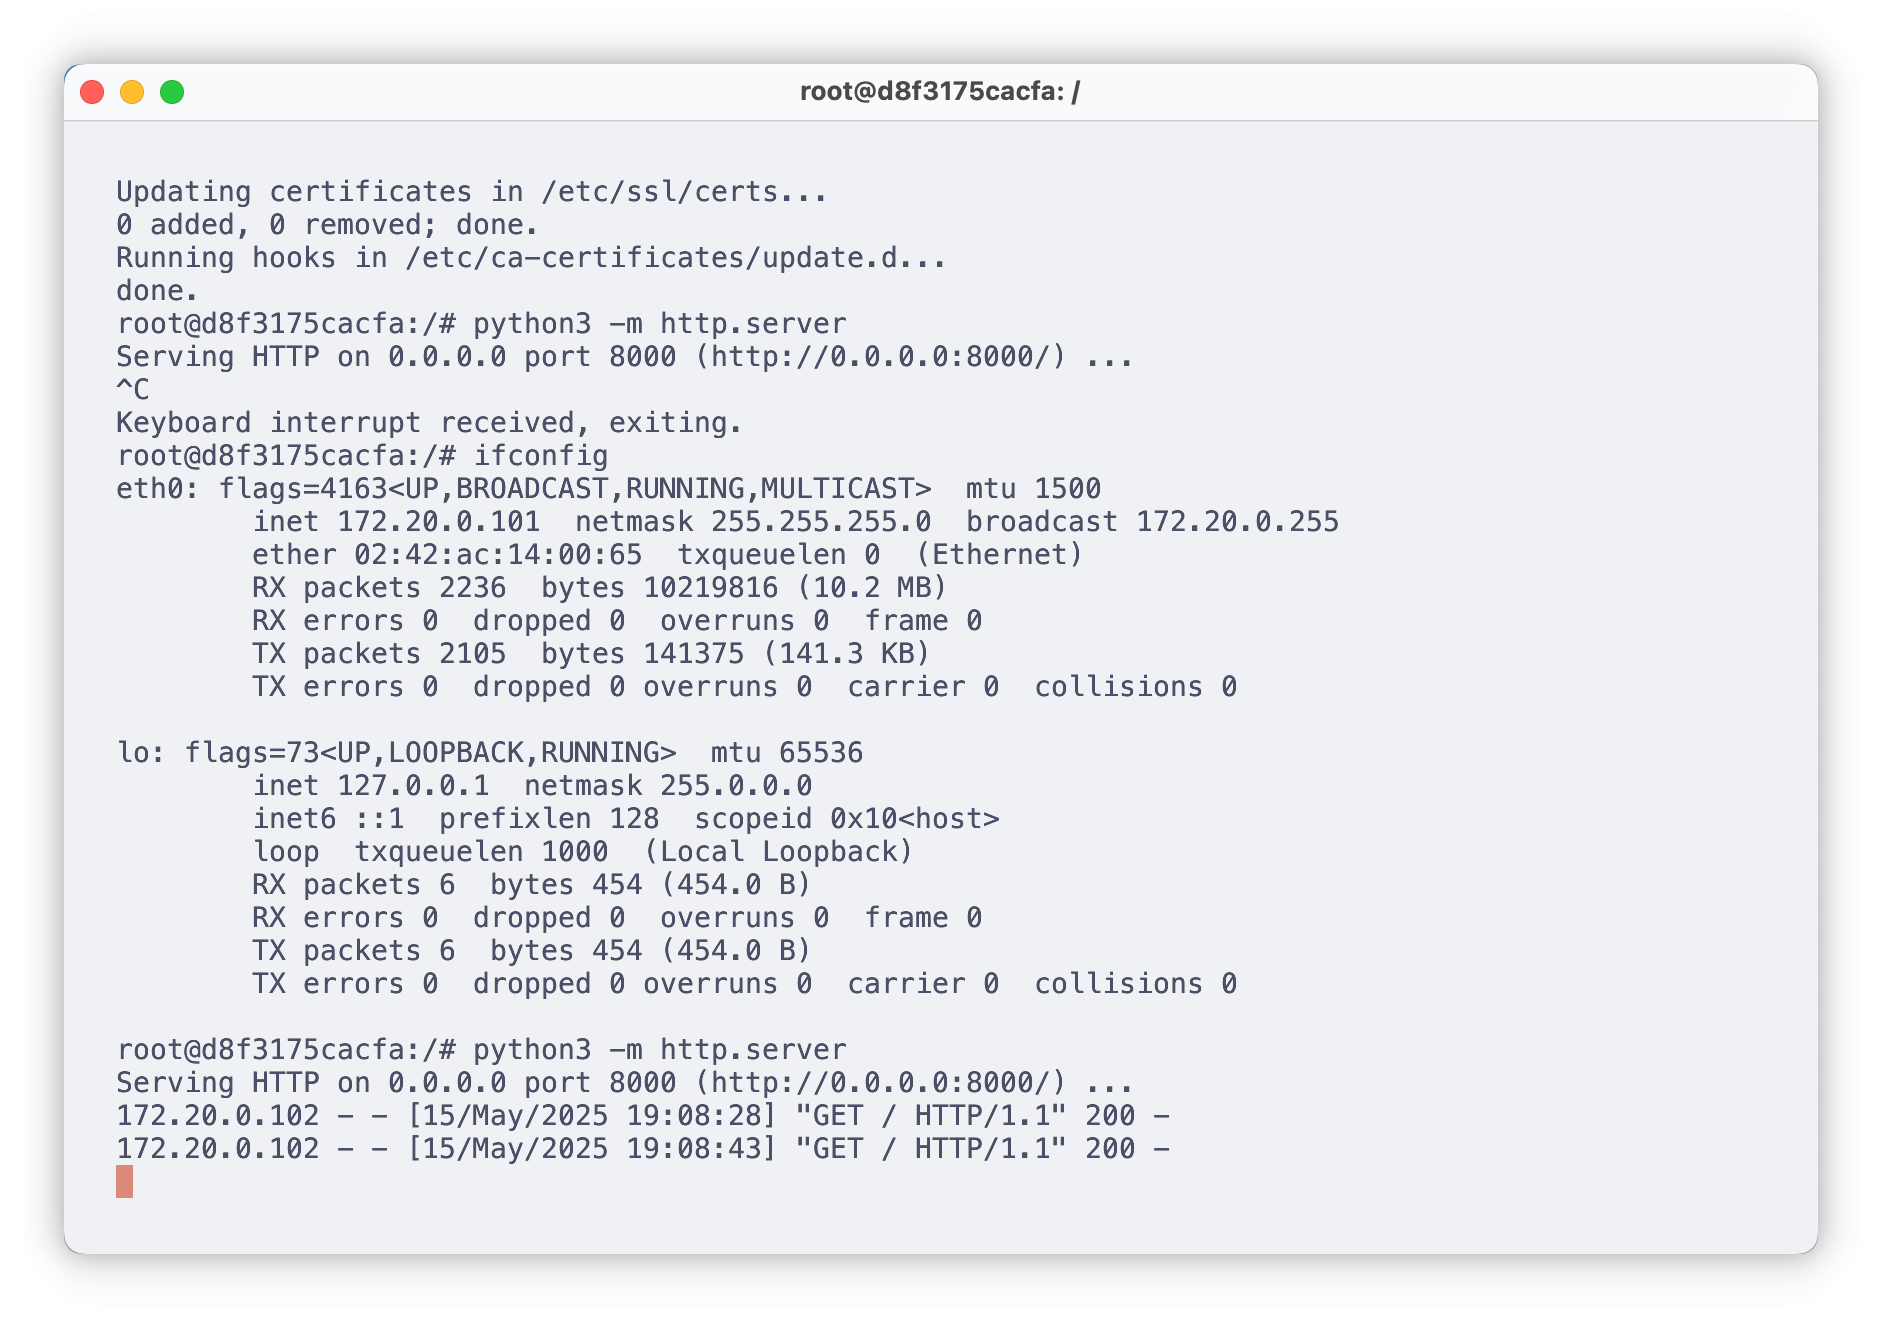 root@d8f3175cacfa: /
Updating certificates in /etc/ssl/certs...
0 added, 0 removed; done.
Running hooks in /etc/ca-certificates/update.d...
done.
root@d8f3175cacfa:/# python3 -m http.server
Serving HTTP on 0.0.0.0 port 8000 (http://0.0.0.0:8000/) ...
^C
Keyboard interrupt received, exiting.
root@d8f3175cacfa:/# ifconfig
eth0: flags=4163<UP,BROADCAST,RUNNING,MULTICAST>  mtu 1500
        inet 172.20.0.101  netmask 255.255.255.0  broadcast 172.20.0.255
        ether 02:42:ac:14:00:65  txqueuelen 0  (Ethernet)
        RX packets 2236  bytes 10219816 (10.2 MB)
        RX errors 0  dropped 0  overruns 0  frame 0
        TX packets 2105  bytes 141375 (141.3 KB)
        TX errors 0  dropped 0 overruns 0  carrier 0  collisions 0

lo: flags=73<UP,LOOPBACK,RUNNING>  mtu 65536
        inet 127.0.0.1  netmask 255.0.0.0
        inet6 ::1  prefixlen 128  scopeid 0x10<host>
        loop  txqueuelen 1000  (Local Loopback)
        RX packets 6  bytes 454 (454.0 B)
        RX errors 0  dropped 0  overruns 0  frame 0
        TX packets 6  bytes 454 (454.0 B)
        TX errors 0  dropped 0 overruns 0  carrier 0  collisions 0

root@d8f3175cacfa:/# python3 -m http.server
Serving HTTP on 0.0.0.0 port 8000 (http://0.0.0.0:8000/) ...
172.20.0.102 - - [15/May/2025 19:08:28] "GET / HTTP/1.1" 200 -
172.20.0.102 - - [15/May/2025 19:08:43] "GET / HTTP/1.1" 200 -